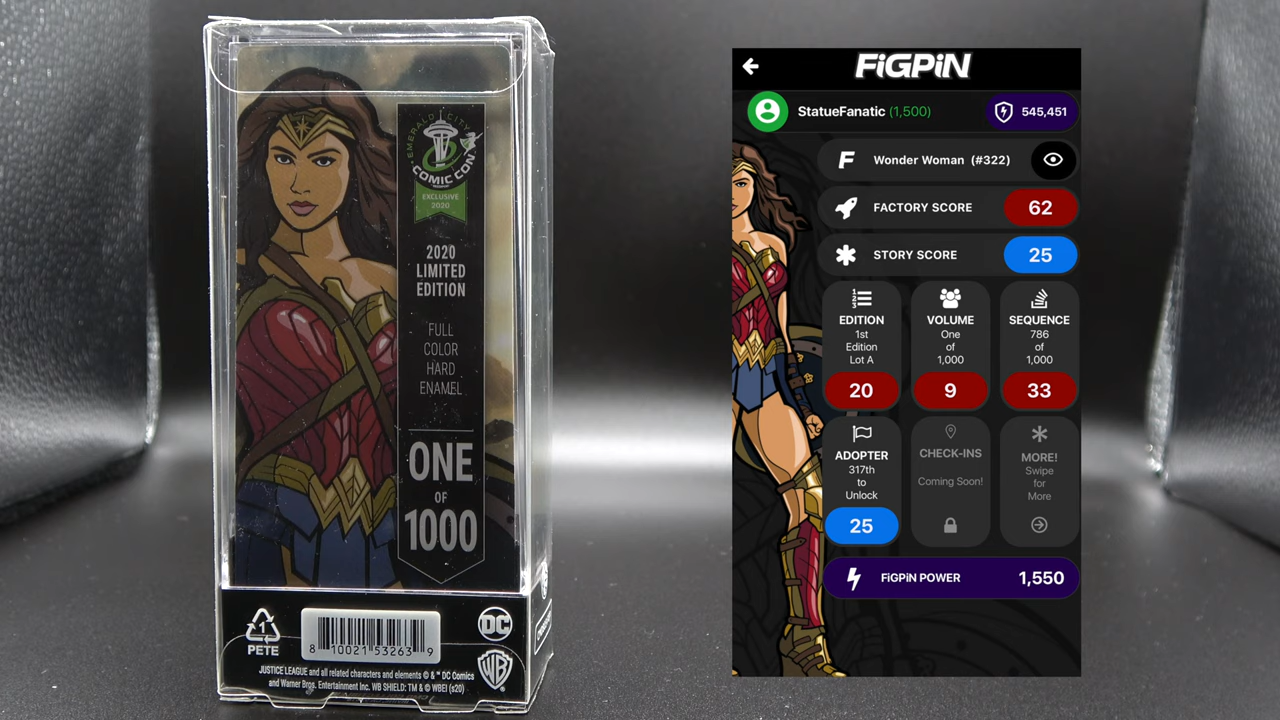 EMERALD CITY
COMIC CON
EXCLUSIVE
2020
2020
LIMITED
EDITION
FULL
COLOR
HARD
ENAMEL
ONE
OF
1000
1
PETE
8 10021 53263 9
DC
WB
JUSTICE LEAGUE and all related characters and elements © & ™ DC Comics
and Warner Bros. Entertainment Inc. WB SHIELD: TM & © WBEI (s20)
FiGPiN
StatueFanatic (1,500)
545,451
F Wonder Woman (#322)
FACTORY SCORE
62
STORY SCORE
25
EDITION
1st
Edition
Lot A
20
VOLUME
One
of
1,000
9
SEQUENCE
786
of
1,000
33
ADOPTER
317th
to
Unlock
25
CHECK-INS
Coming Soon!
MORE!
Swipe
for
More
FiGPiN POWER
1,550